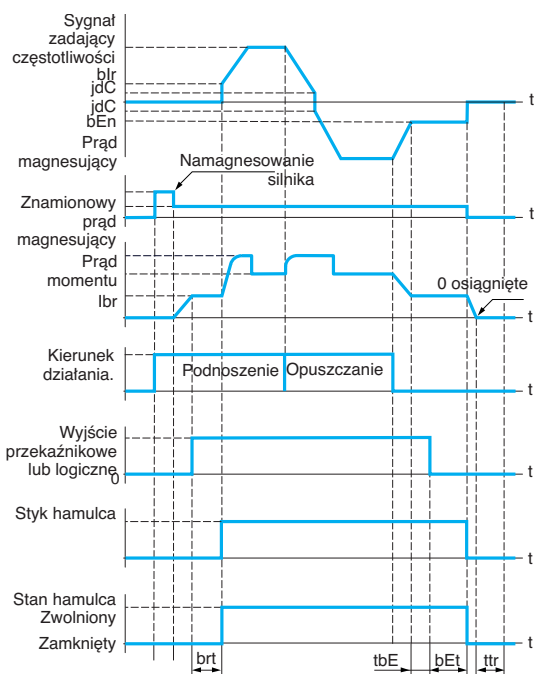 Sygnał
zadający
częstotliwości
bIr
jdC
jdC
bEn
t
Prąd
magnesujący
Namagnesowanie
silnika
Znamionowy
prąd
magnesujący
t
Prąd
momentu
Ibr
0 osiągnięte
t
Kierunek
działania.
Podnoszenie
Opuszczanie
t
Wyjście
przekaźnikowe
lub logiczne
0
t
Styk hamulca
t
Stan hamulca
Zwolniony
Zamknięty
t
brt
tbE
bEt
ttr